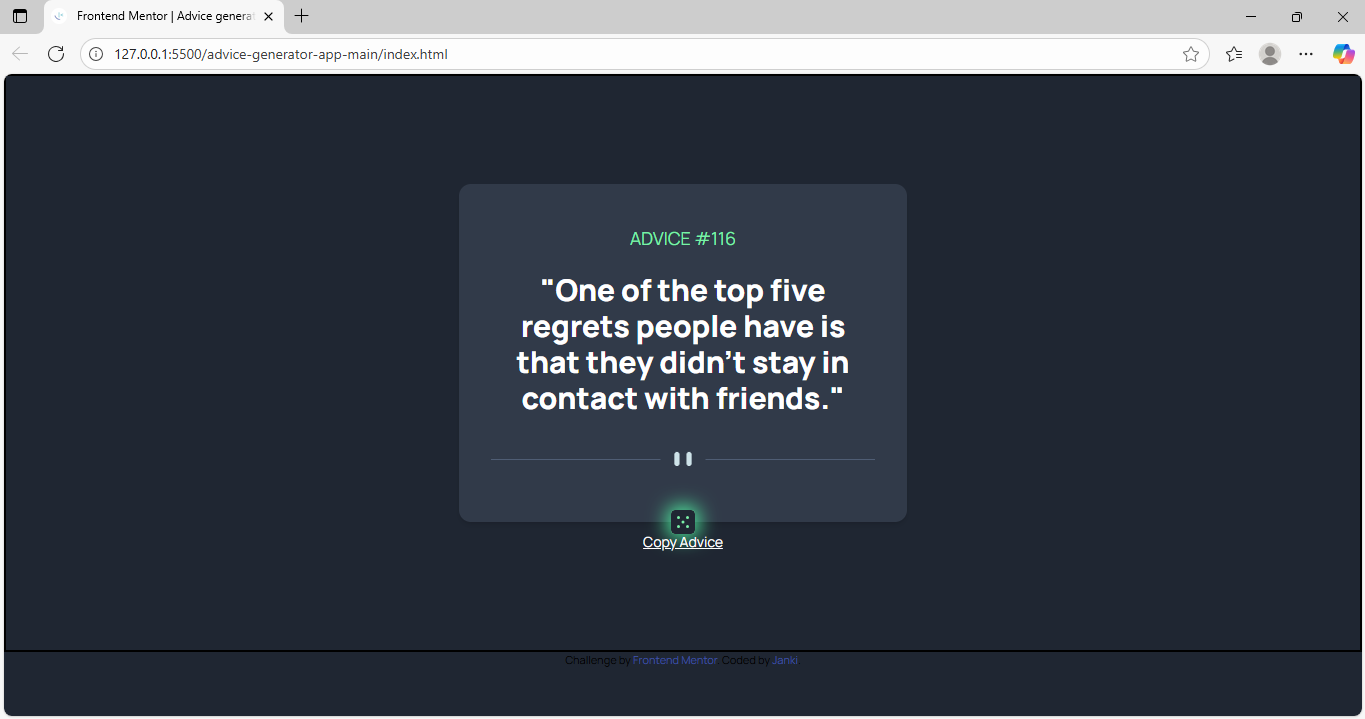 Frontend Mentor | Advice genera
127.0.0.1:5500/advice-generator-app-main/index.html
ADVICE #116
"One of the top five
regrets people have is
that they didn't stay in
contact with friends."
Copy Advice
Challenge by Frontend Mentor. Coded by Janki.